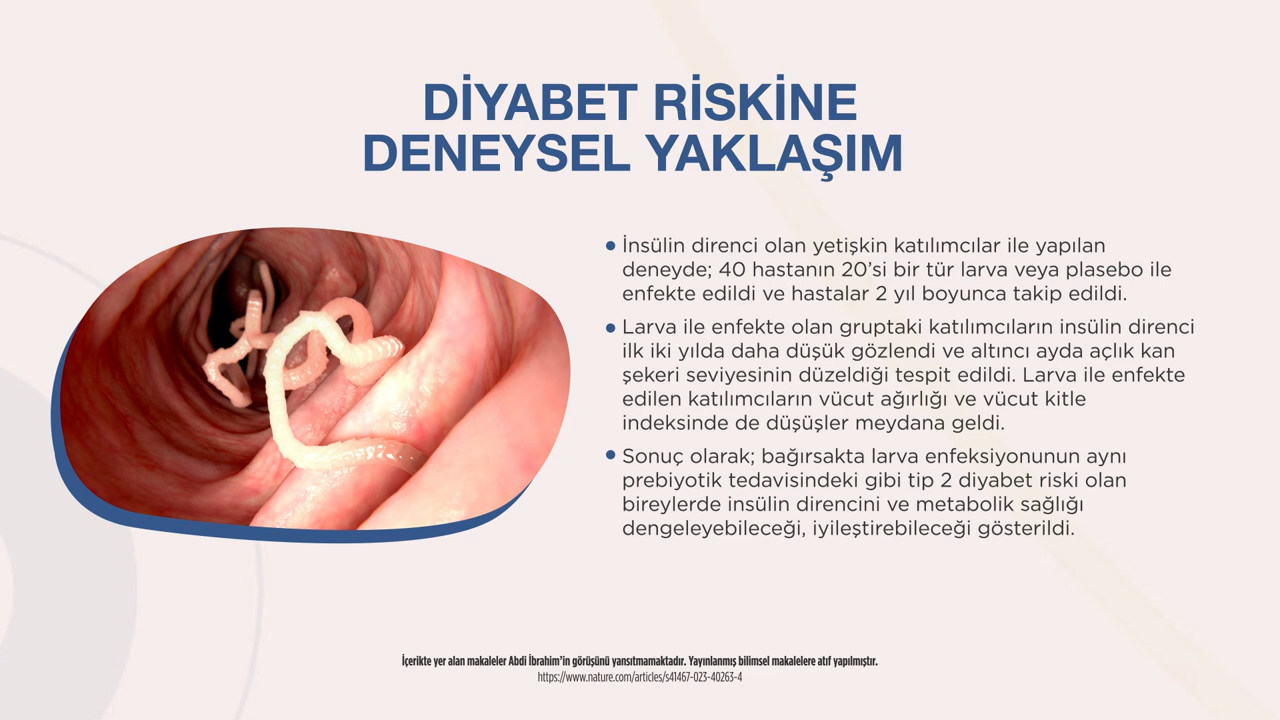 DİYABET RİSKİNE
DENEYSEL YAKLAŞIM
• İnsülin direnci olan yetişkin katılımcılar ile yapılan
deneyde; 40 hastanın 20’si bir tür larva veya plasebo ile
enfekte edildi ve hastalar 2 yıl boyunca takip edildi.
• Larva ile enfekte olan gruptaki katılımcıların insülin direnci
ilk iki yılda daha düşük gözlendi ve altıncı ayda açlık kan
şekeri seviyesinin düzeldiği tespit edildi. Larva ile enfekte
edilen katılımcıların vücut ağırlığı ve vücut kitle
indeksinde de düşüşler meydana geldi.
• Sonuç olarak; bağırsakta larva enfeksiyonunun aynı
prebiyotik tedavisindeki gibi tip 2 diyabet riski olan
bireylerde insülin direncini ve metabolik sağlığı
dengeleyebileceği, iyileştirebileceği gösterildi.
İçerikte yer alan makaleler Abdi İbrahim’in görüşünü yansıtmamaktadır. Yayınlanmış bilimsel makalelere atıf yapılmıştır.
https://www.nature.com/articles/s41467-023-40263-4